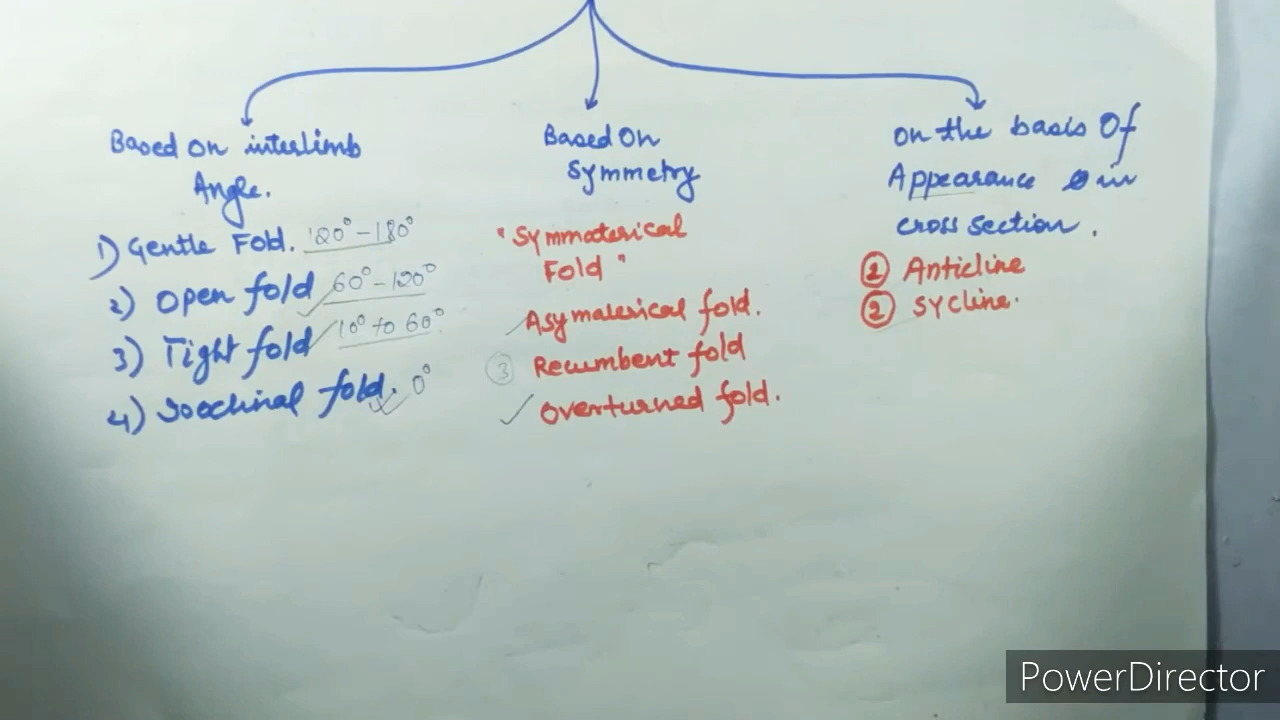 Based On interlimb
Angle.
1) Gentle Fold. 120° - 180°
2) Open fold 60° - 120°
3) Tight fold 10° to 60°
4) Isoclinal fold. 0°
Based On
Symmetry
"Symmaterical
Fold"
Asymaterical fold.
③ Recumbent fold
Overturned fold.
on the basis Of
Appearance in
cross section.
② Anticline
② Sycline.
PowerDirector